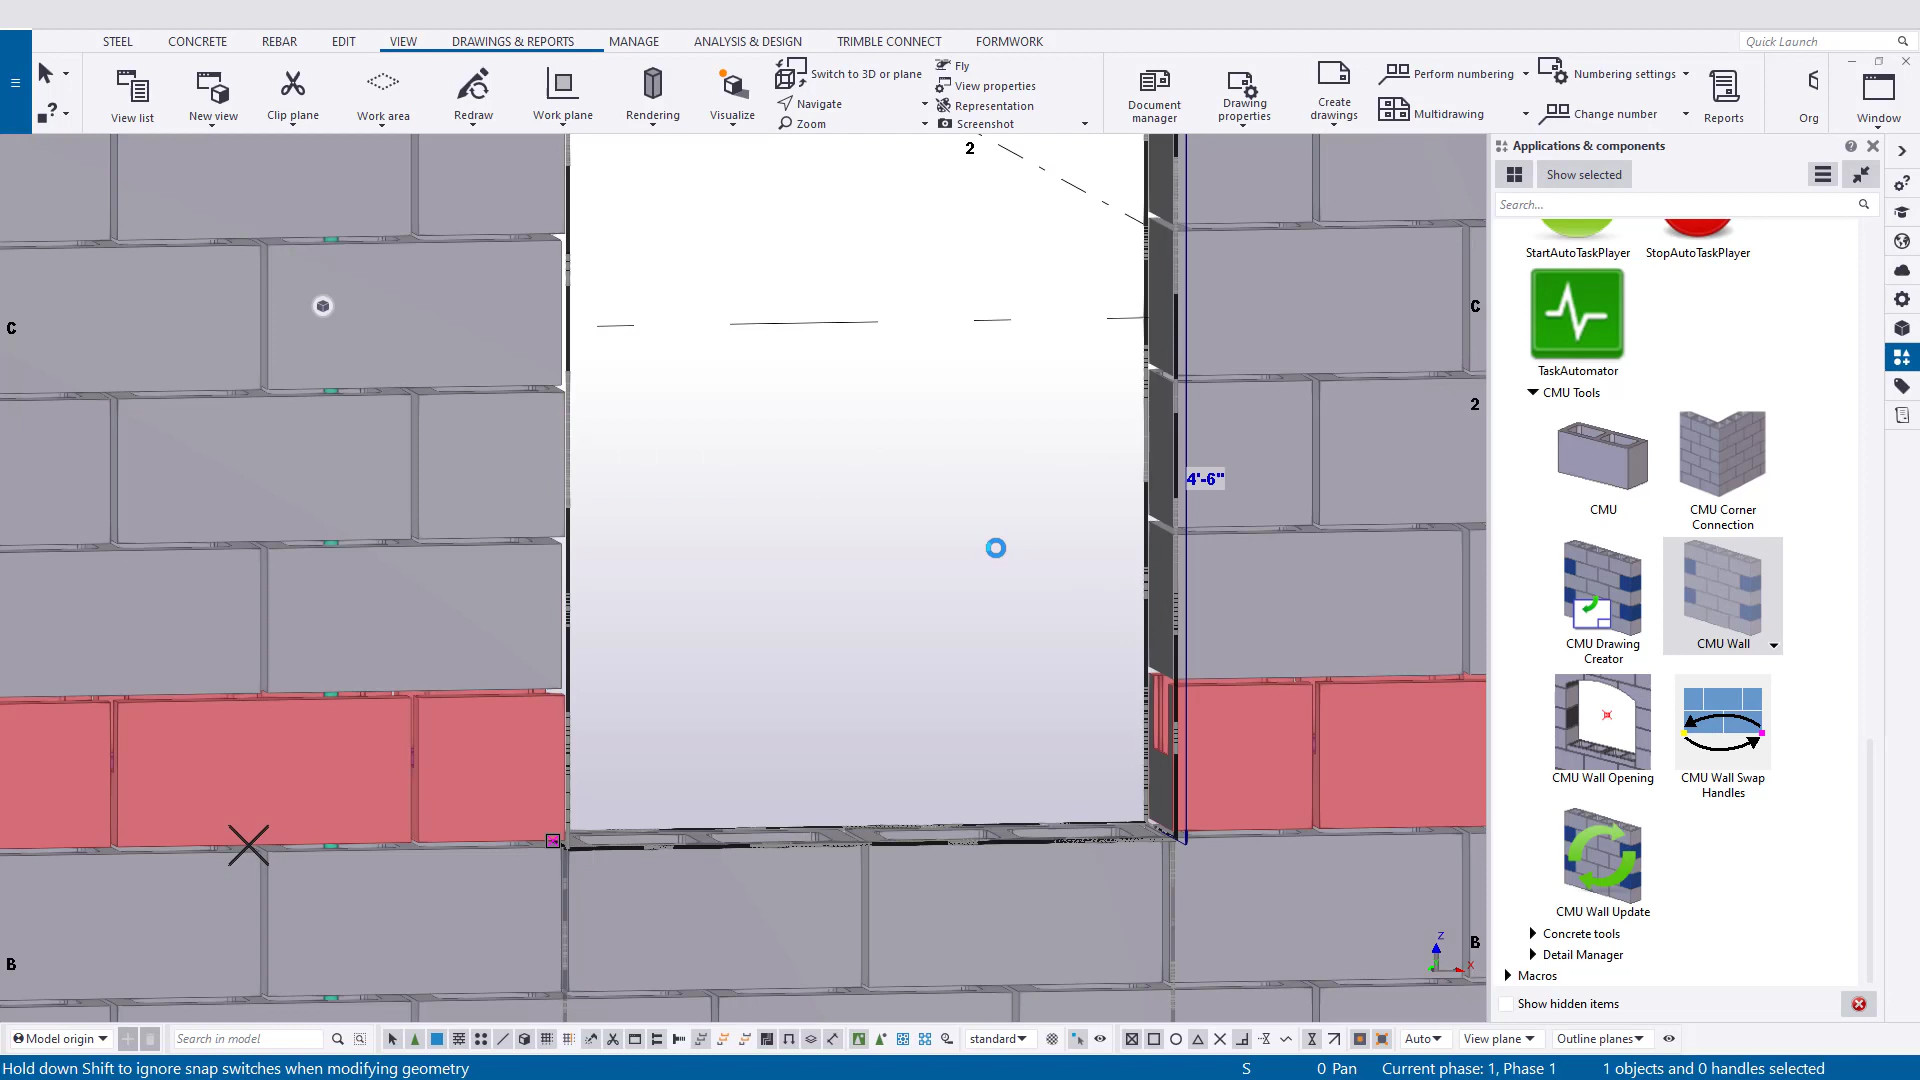 STEEL
CONCRETE
REBAR
EDIT
VIEW
DRAWINGS & REPORTS
MANAGE
ANALYSIS & DESIGN
TRIMBLE CONNECT
FORMWORK
Quick Launch
View list
New view
Clip plane
Work area
Redraw
Work plane
Rendering
Visualize
Switch to 3D or plane
Navigate
Zoom
Fly
View properties
Representation
Screenshot
Document
manager
Drawing
properties
Create
drawings
Perform numbering
Multidrawing
Numbering settings
Change number
Reports
Org
Window
2
C
C
2
4'-6"
B
B
Z
X
Applications & components
Show selected
Search...
StartAutoTaskPlayer
StopAutoTaskPlayer
TaskAutomator
CMU Tools
CMU
CMU Corner
Connection
CMU Drawing
Creator
CMU Wall
CMU Wall Opening
CMU Wall Swap
Handles
CMU Wall Update
Concrete tools
Detail Manager
Macros
Show hidden items
Model origin
Search in model
standard
Auto
View plane
Outline planes
Hold down Shift to ignore snap switches when modifying geometry
S
0 Pan
Current phase: 1, Phase 1
1 objects and 0 handles selected